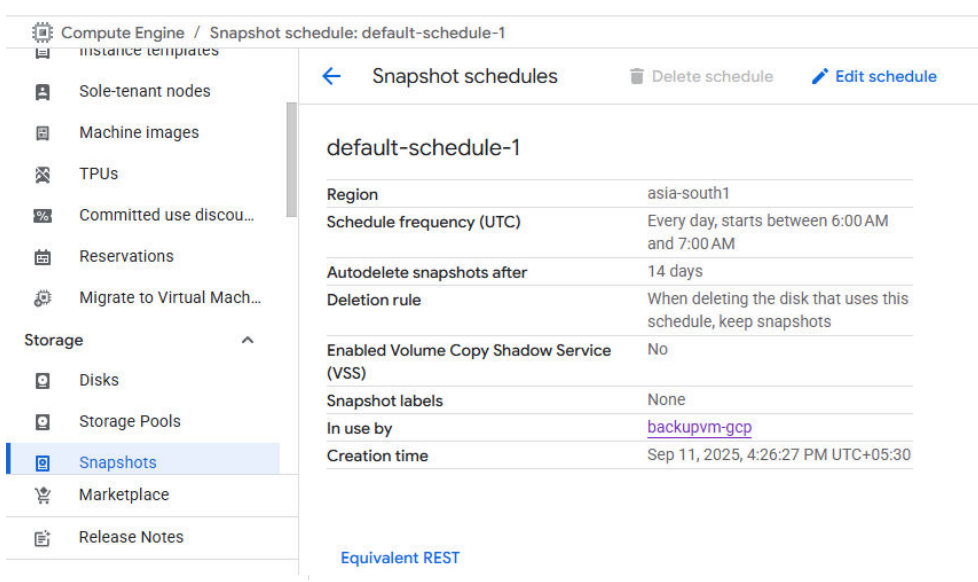 Compute Engine / Snapshot schedule: default-schedule-1
Instance templates
Sole-tenant nodes
Machine images
TPUs
Committed use discou...
Reservations
Migrate to Virtual Mach...
Storage
Disks
Storage Pools
Snapshots
Marketplace
Release Notes
Snapshot schedules
Delete schedule
Edit schedule
default-schedule-1
Region asia-south1
Schedule frequency (UTC) Every day, starts between 6:00 AM
and 7:00 AM
Autodelete snapshots after 14 days
Deletion rule When deleting the disk that uses this
schedule, keep snapshots
Enabled Volume Copy Shadow Service No
(VSS)
Snapshot labels None
In use by backupvm-gcp
Creation time Sep 11, 2025, 4:26:27 PM UTC+05:30
Equivalent REST